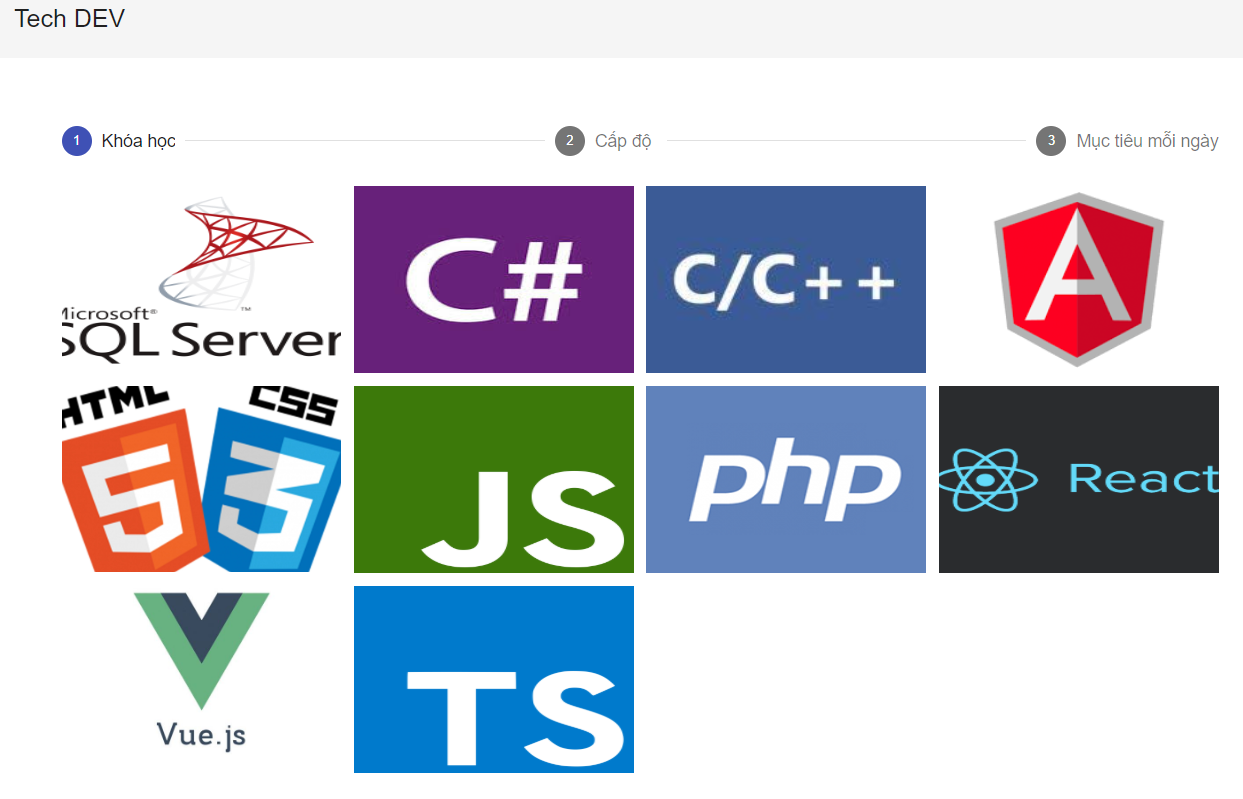 Tech DEV
1 Khóa học
2 Cấp độ
3 Mục tiêu mỗi ngày
Microsoft®
SQL Server
™
C#
C/C++
A
HTML
CSS
5
3
JS
php
React
Vue.js
TS